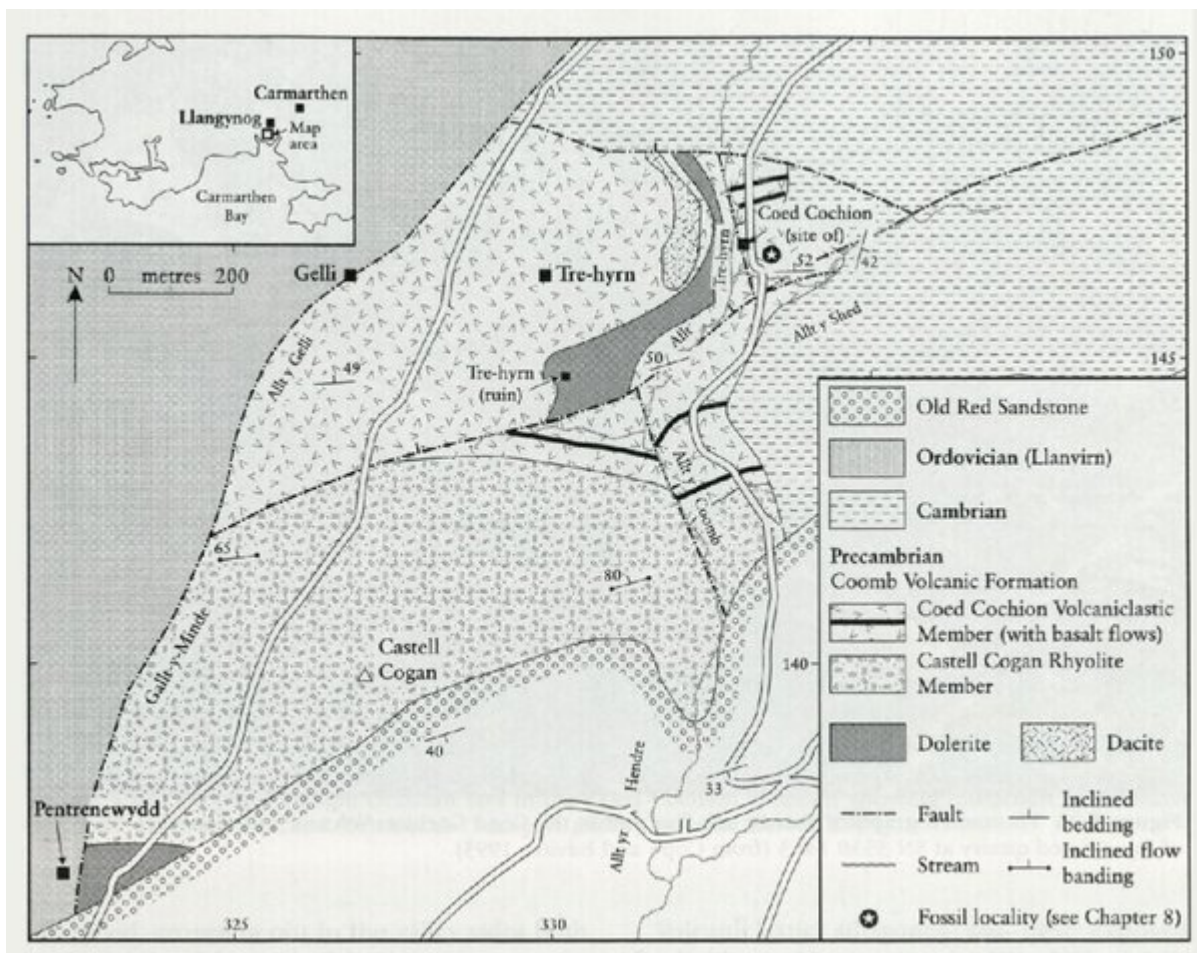 Carmarthen
Llangynog
Map
area
Carmarthen
Bay
150
N
0 metres 200
Gelli
Tre-hyrn
Coed Cochion
(site of)
Tre-hyrn
52
42
Allt y Gelli
49
Tre-hyrn
(ruin)
50
Allt
Allt y Shed
145
Allt y Coomb
65
80
Gallt-y-Minde
Castell
Cogan
140
40
Allt yr Hendre
33
Pentrenewydd
325
330
Old Red Sandstone
Ordovician (Llanvirn)
Cambrian
Precambrian
Coomb Volcanic Formation
Coed Cochion Volcaniclastic
Member (with basalt flows)
Castell Cogan Rhyolite
Member
Dolerite
Dacite
Fault
Inclined
bedding
Stream
Inclined flow
banding
Fossil locality (see Chapter 8)